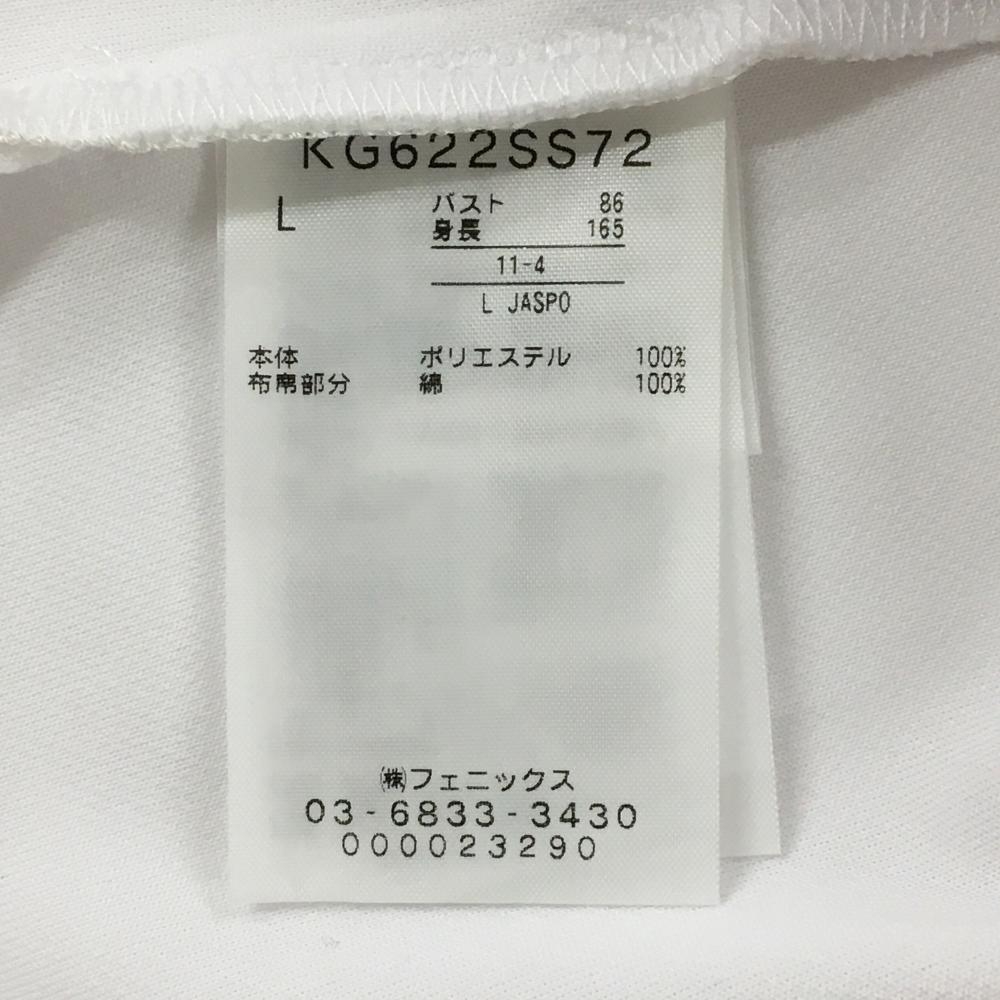 KG622SS72
L バスト 86
身長 165
11-4
L JASPO
本体 ポリエステル 100%
布帛部分 綿 100%
㈱フェニックス
03-6833-3430
000023290